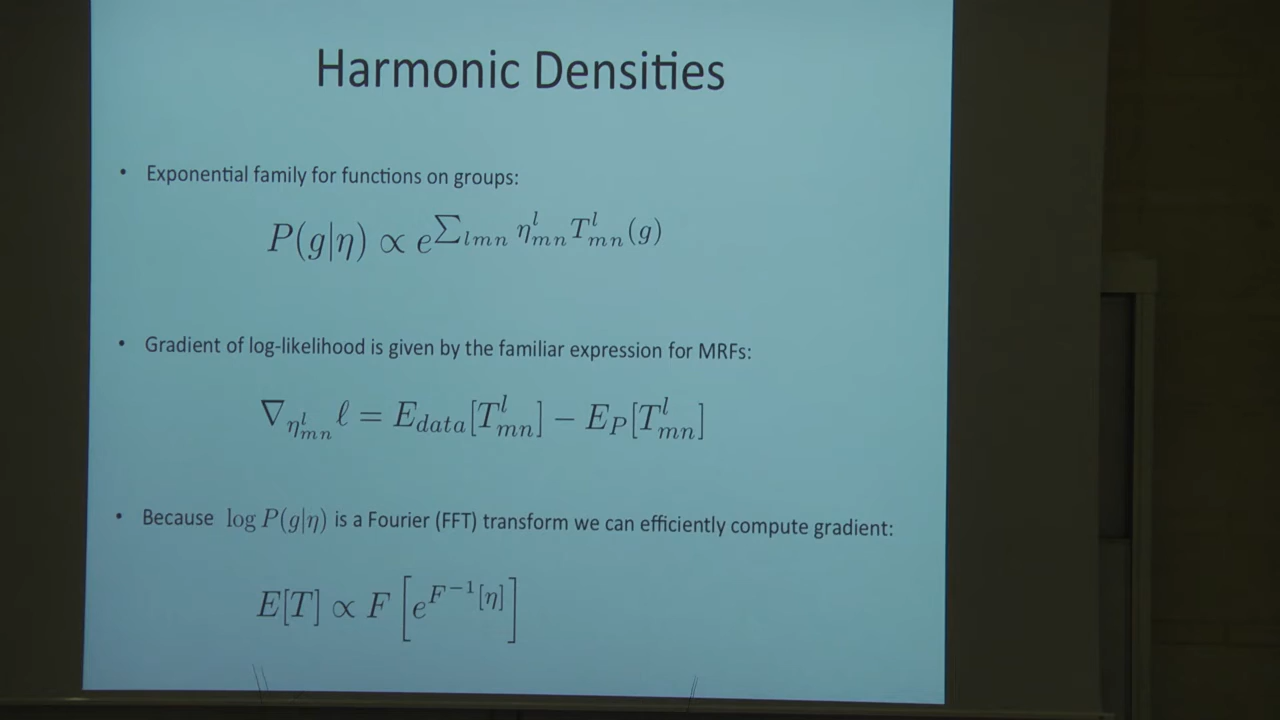 Harmonic Densities
• Exponential family for functions on groups:
P(g|η) ∝ e^{∑_{lmn} η^l_{mn} T^l_{mn}(g)}
• Gradient of log-likelihood is given by the familiar expression for MRFs:
∇_{η^l_{mn}} ℓ = E_{data}[T^l_{mn}] − E_P[T^l_{mn}]
• Because log P(g|η) is a Fourier (FFT) transform we can efficiently compute gradient:
E[T] ∝ F [e^{F^{−1}[η]}]